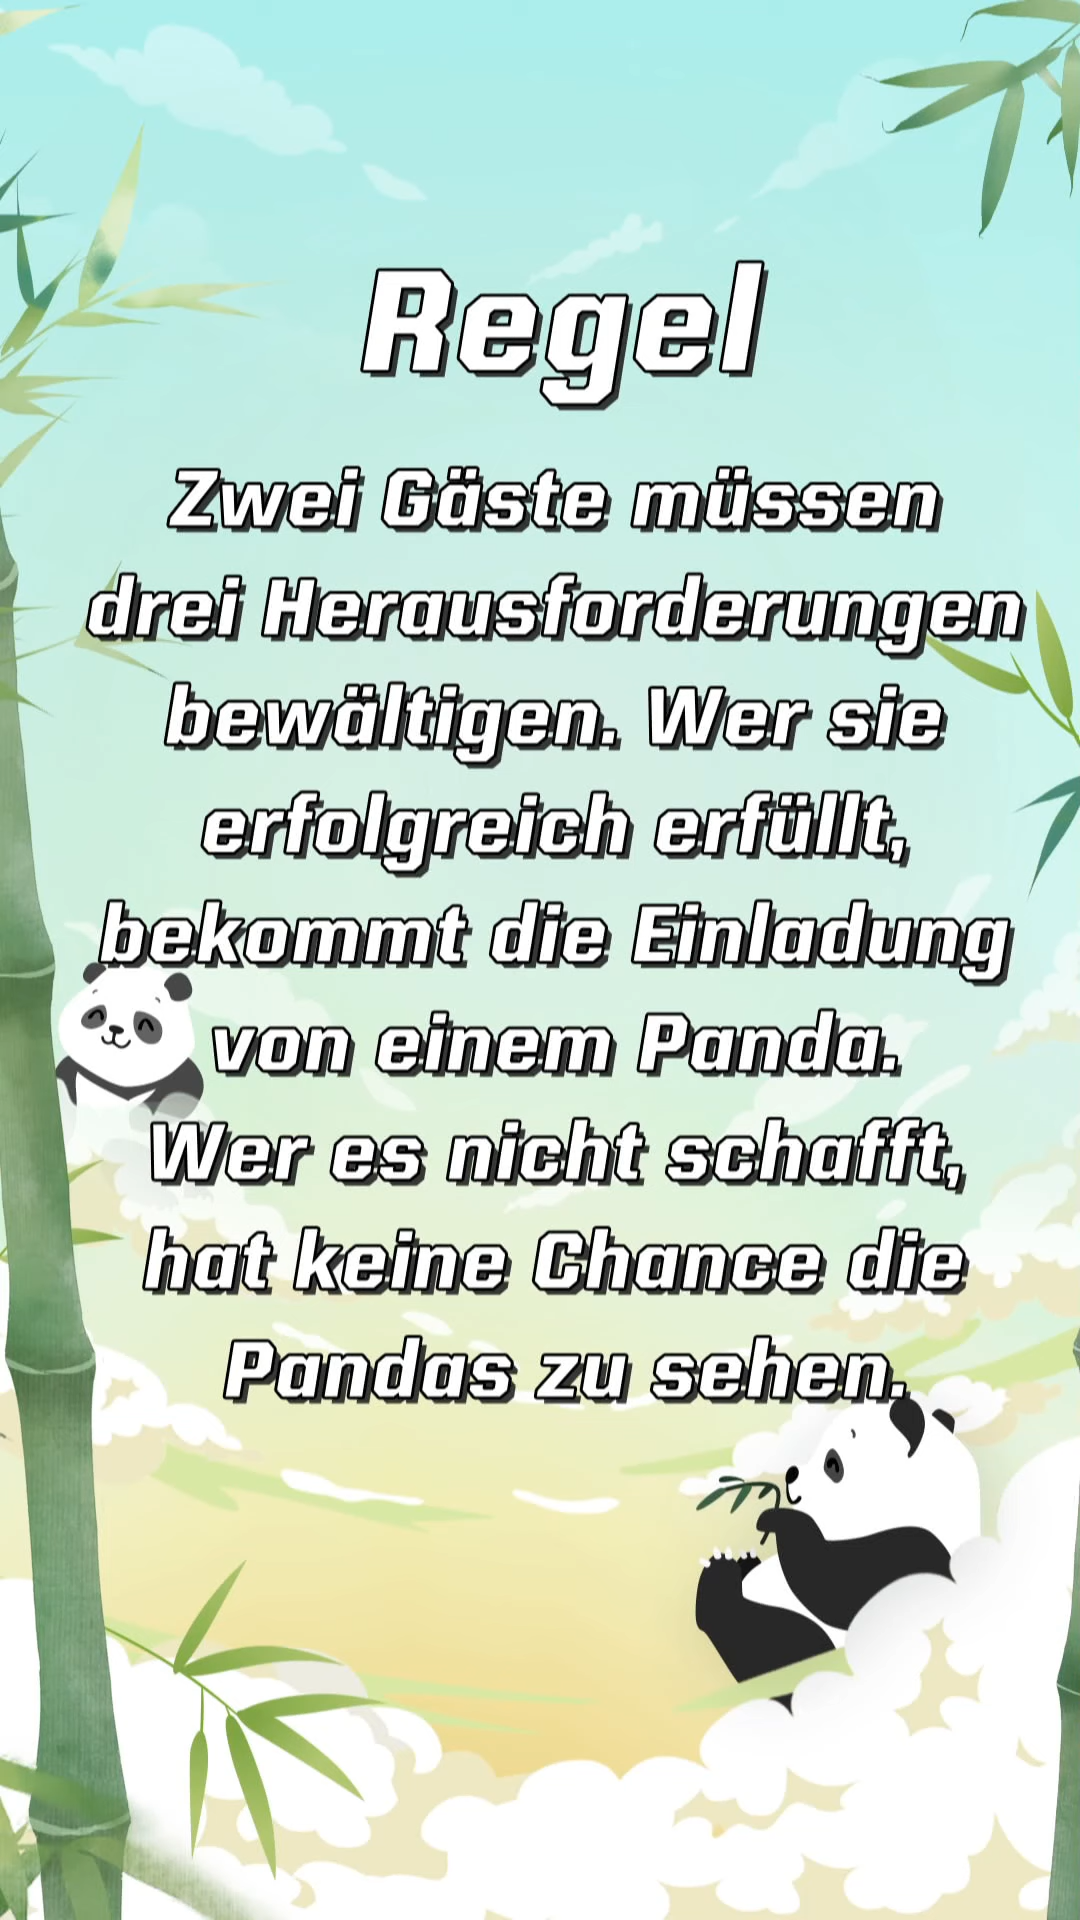 Regel
Zwei Gäste müssen
drei Herausforderungen
bewältigen. Wer sie
erfolgreich erfüllt,
bekommt die Einladung
von einem Panda.
Wer es nicht schafft,
hat keine Chance die
Pandas zu sehen.